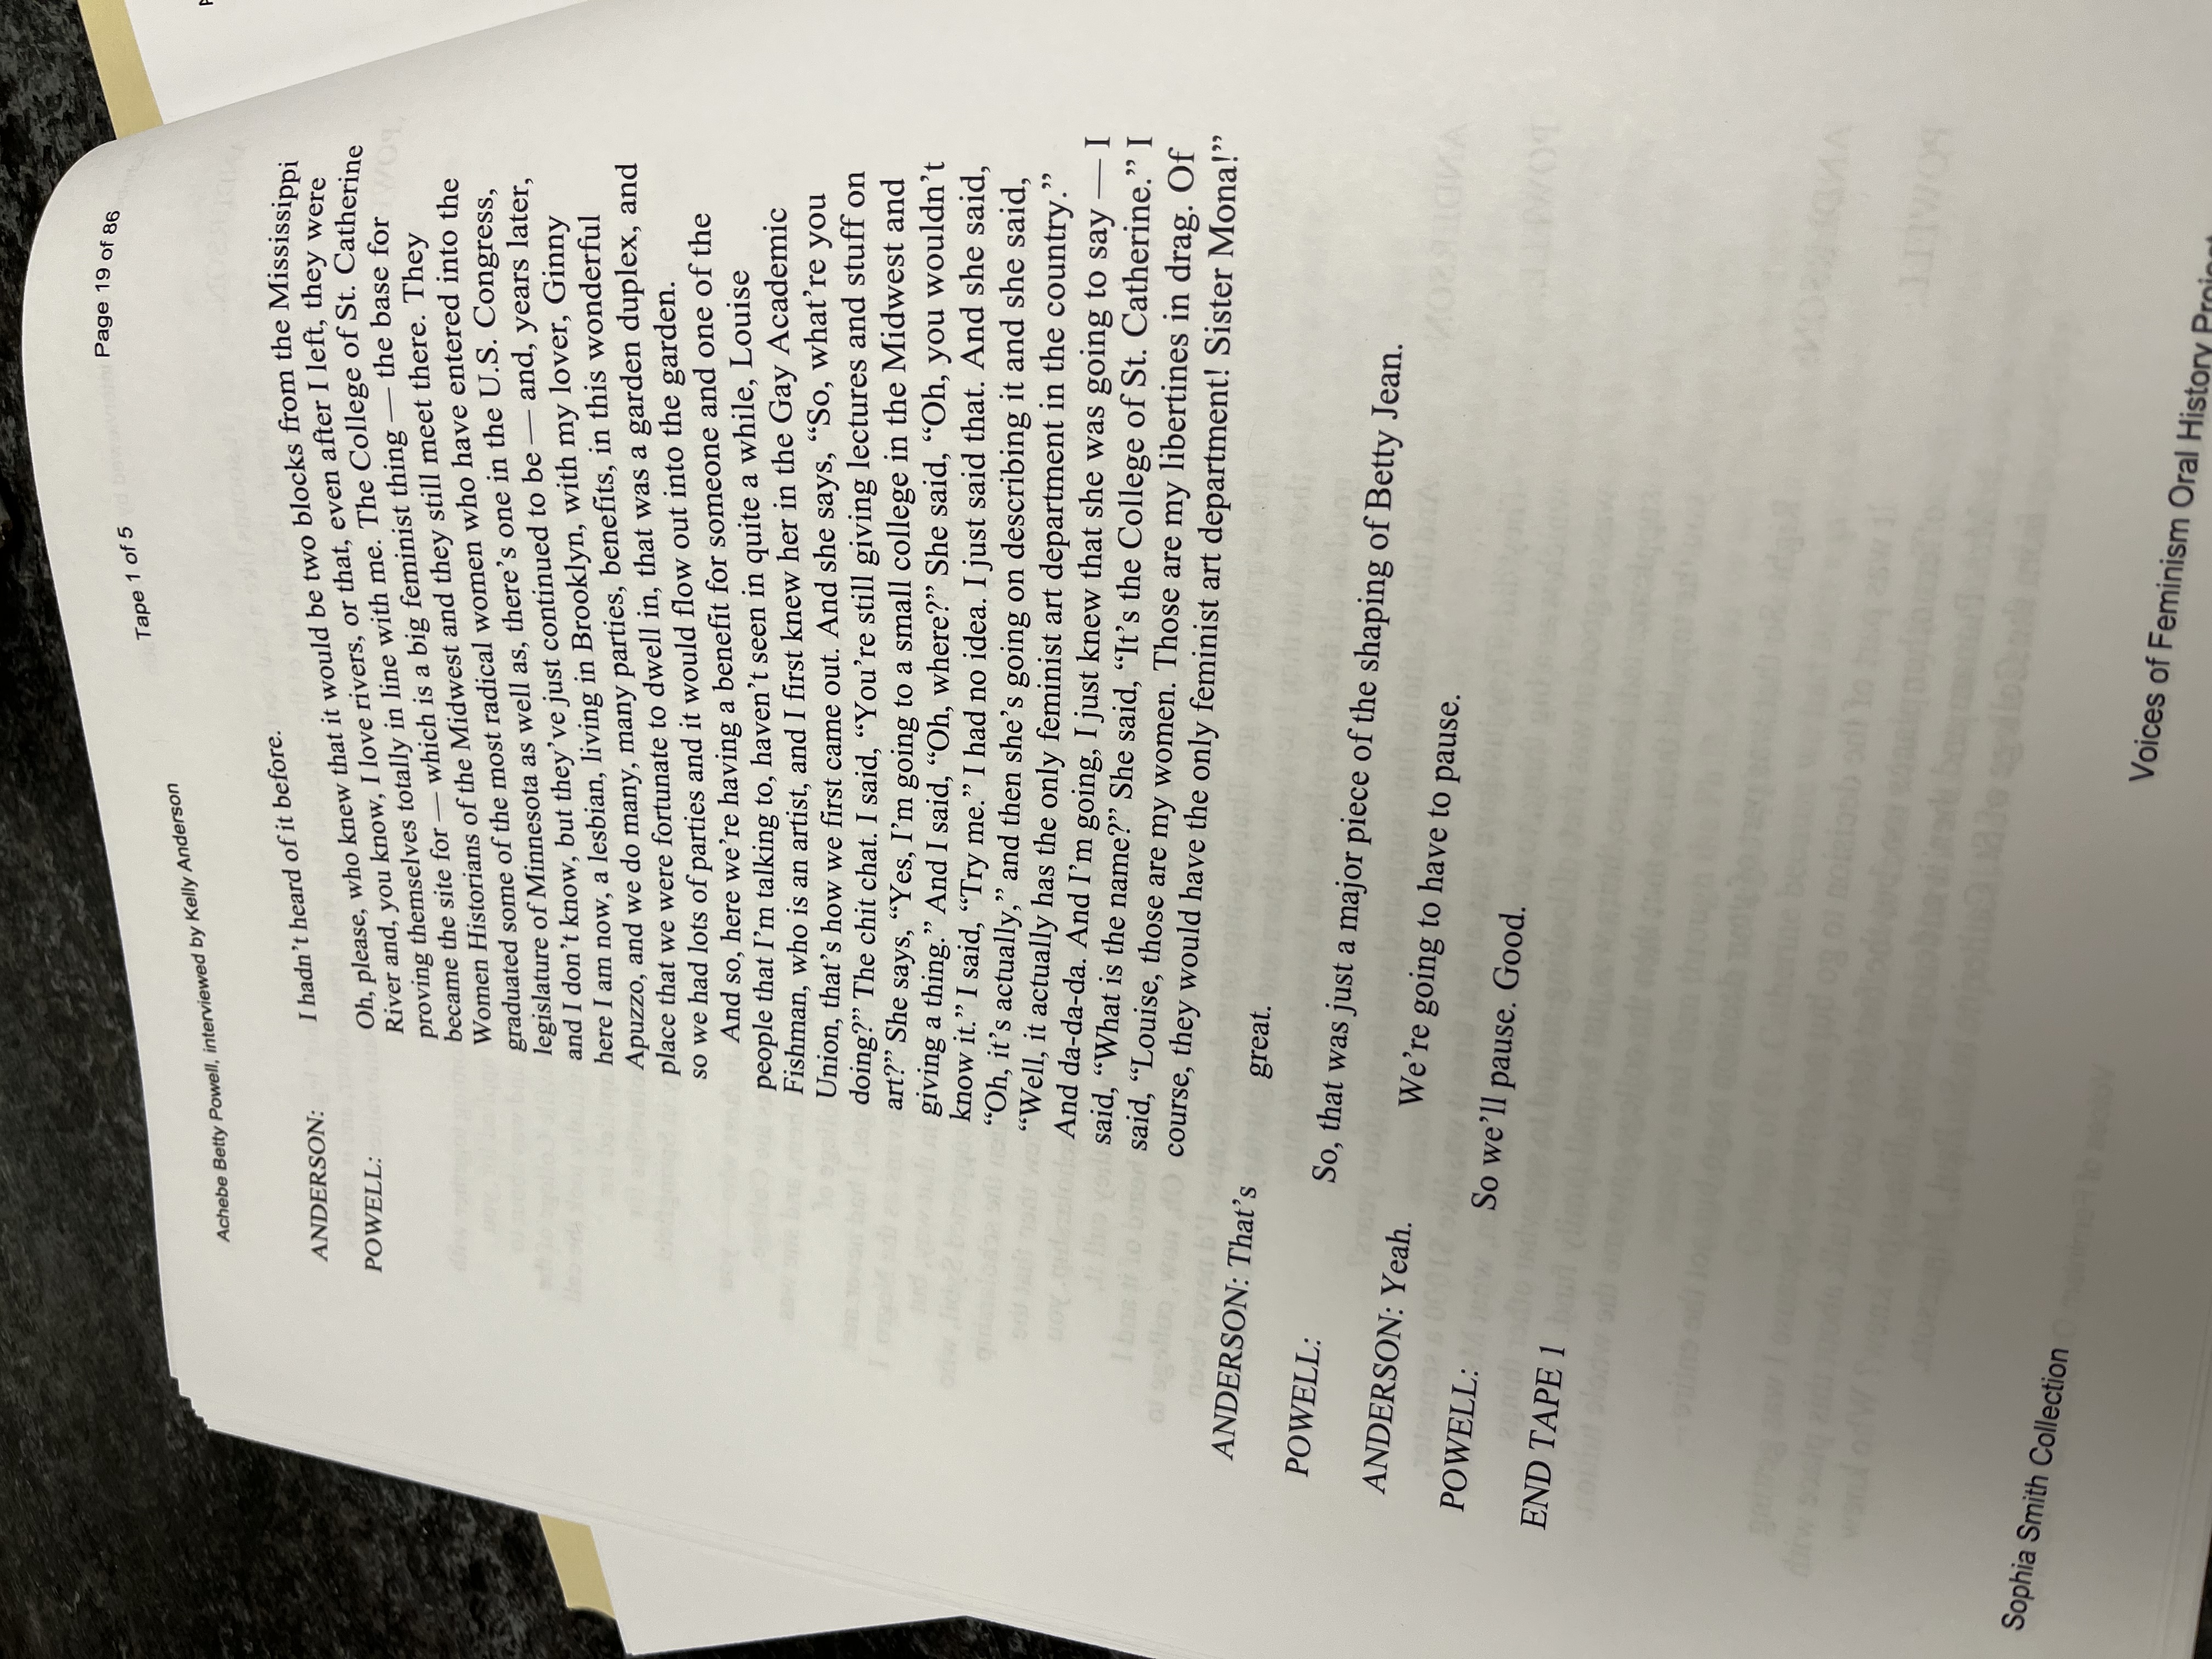 Achebe Betty Powell, interviewed by Kelly Anderson Tape 1 of 5 Page 19 of 86
ANDERSON: I hadn't heard of it before.
POWELL: Oh, please, who knew that it would be two blocks from the Mississippi
River and, you know, I love rivers, or that, even after I left, they were
proving themselves totally in line with me. The College of St. Catherine
became the site for — which is a big feminist thing — the base for
Women Historians of the Midwest and they still meet there. They
graduated some of the most radical women who have entered into the
legislature of Minnesota as well as, there's one in the U.S. Congress,
and I don't know, but they've just continued to be — and, years later,
here I am now, a lesbian, living in Brooklyn, with my lover, Ginny
Apuzzo, and we do many, many parties, benefits, in this wonderful
place that we were fortunate to dwell in, that was a garden duplex, and
so we had lots of parties and it would flow out into the garden.
And so, here we're having a benefit for someone and one of the
people that I'm talking to, haven't seen in quite a while, Louise
Fishman, who is an artist, and I first knew her in the Gay Academic
Union, that's how we first came out. And she says, “So, what're you
doing?” The chit chat. I said, “You're still giving lectures and stuff on
art?” She says, “Yes, I'm going to a small college in the Midwest and
giving a thing.” And I said, “Oh, where?” She said, “Oh, you wouldn't
know it.” I said, “Try me.” I had no idea. I just said that. And she said,
“Oh, it's actually,” and then she's going on describing it and she said,
“Well, it actually has the only feminist art department in the country.”
And da-da-da. And I'm going, I just knew that she was going to say — I
said, “What is the name?” She said, “It's the College of St. Catherine.” I
said, “Louise, those are my women. Those are my libertines in drag. Of
course, they would have the only feminist art department! Sister Mona!”
ANDERSON: That's great.
POWELL: So, that was just a major piece of the shaping of Betty Jean.
ANDERSON: Yeah. We're going to have to pause.
POWELL: So we'll pause. Good.
END TAPE 1
Sophia Smith Collection
Voices of Feminism Oral History Project